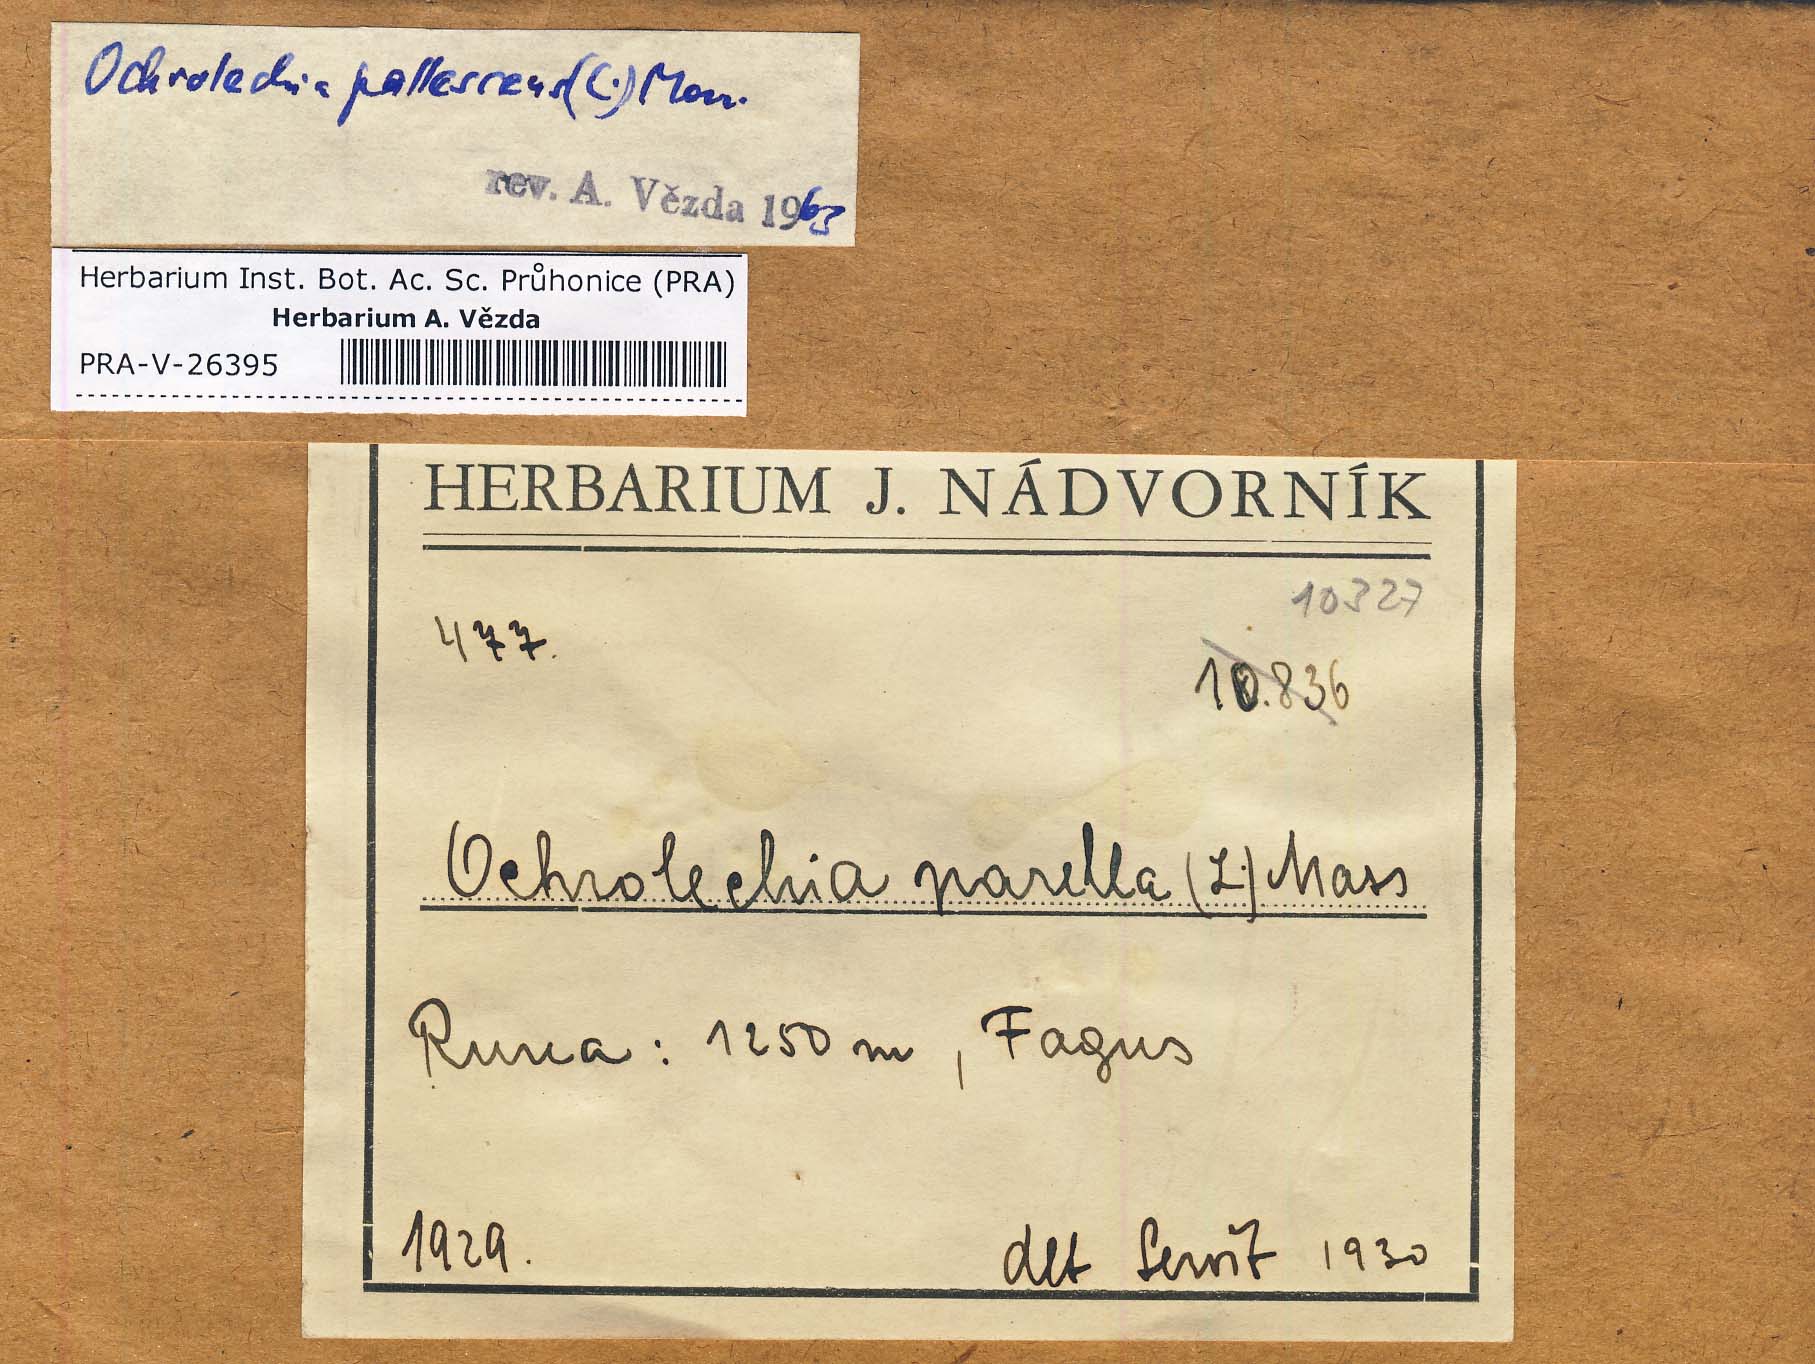 Ochrolechia pallescens (L.) Mass.
rev. A. Vězda 1963
Herbarium Inst. Bot. Ac. Sc. Průhonice (PRA)
Herbarium A. Vězda
PRA-V-26395
HERBARIUM J. NÁDVORNÍK
10327
477.
10.836
Ochrolechia parella (L.) Mass
Runa : 1250 m , Fagus
1929. det Servít 1930